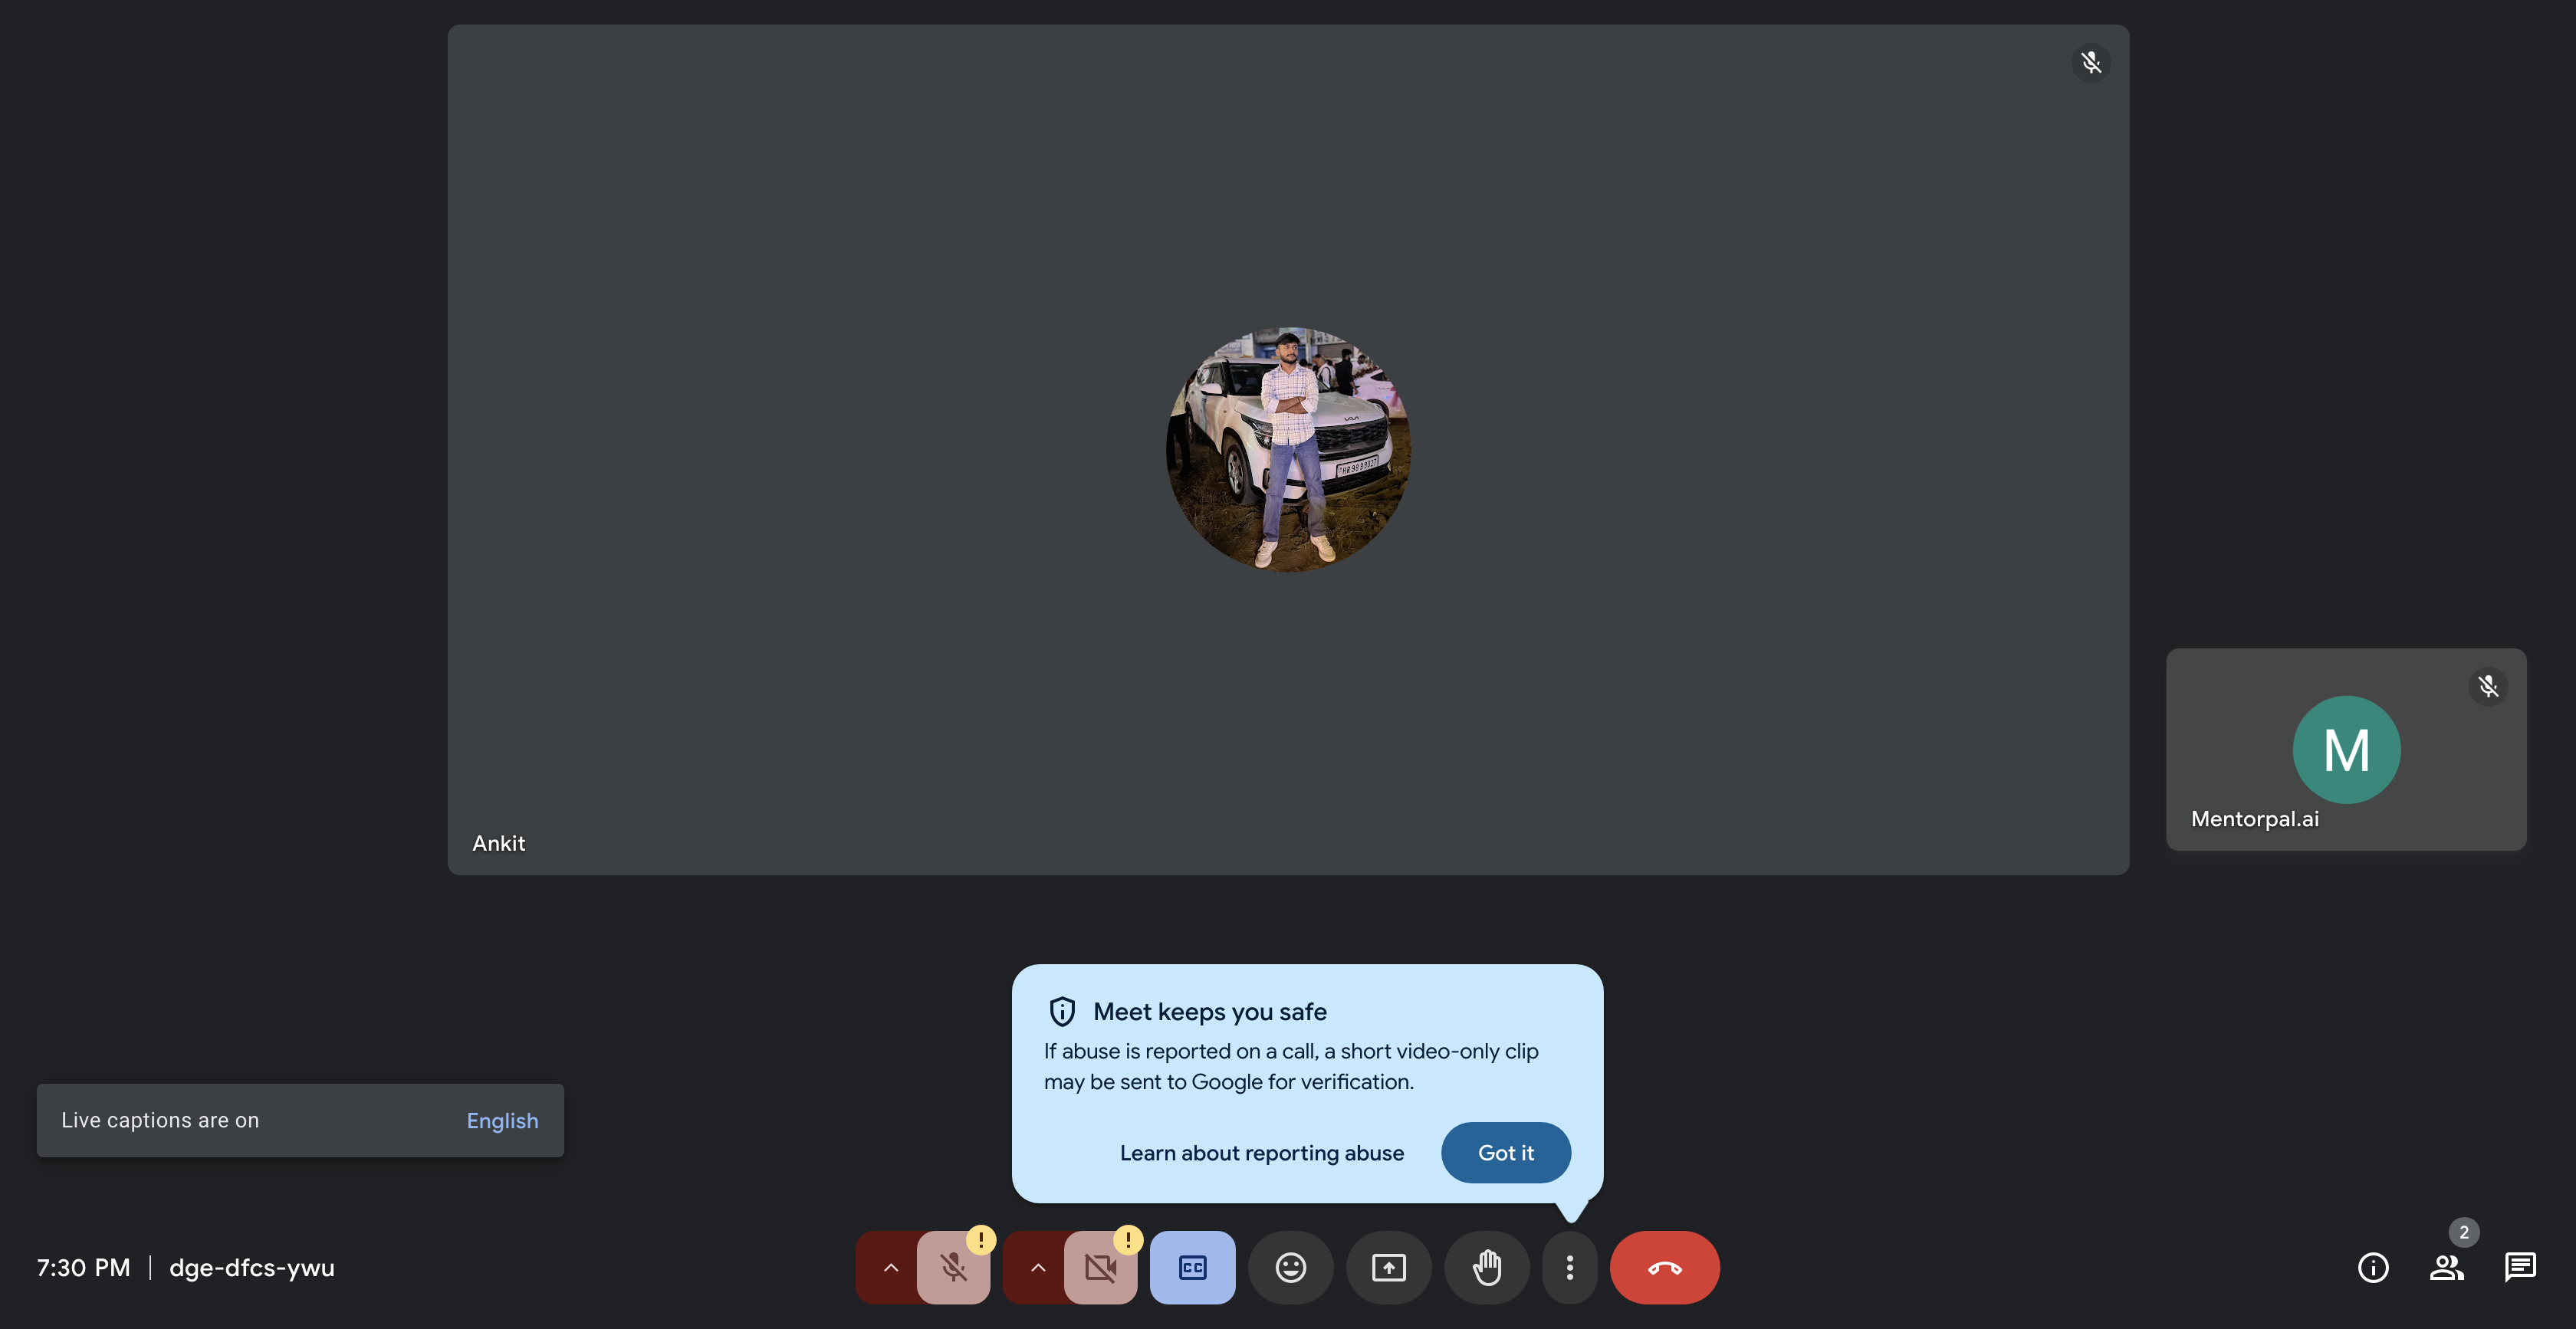 KIA
Ankit
M
Mentorpal.ai
Meet keeps you safe
If abuse is reported on a call, a short video-only clip
may be sent to Google for verification.
Learn about reporting abuse
Got it
Live captions are on
English
7:30 PM
dge-dfcs-ywu
!
!
CC
2